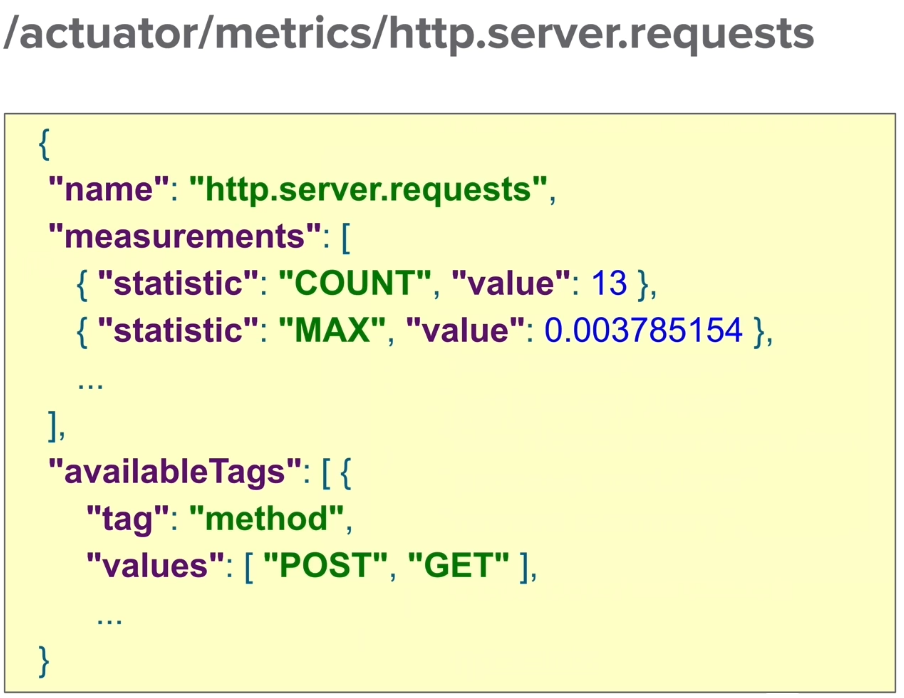 /actuator/metrics/http.server.requests
{
"name": "http.server.requests",
"measurements": [
{ "statistic": "COUNT", "value": 13 },
{ "statistic": "MAX", "value": 0.003785154 },
...
],
"availableTags": [ {
"tag": "method",
"values": [ "POST", "GET" ],
...
}